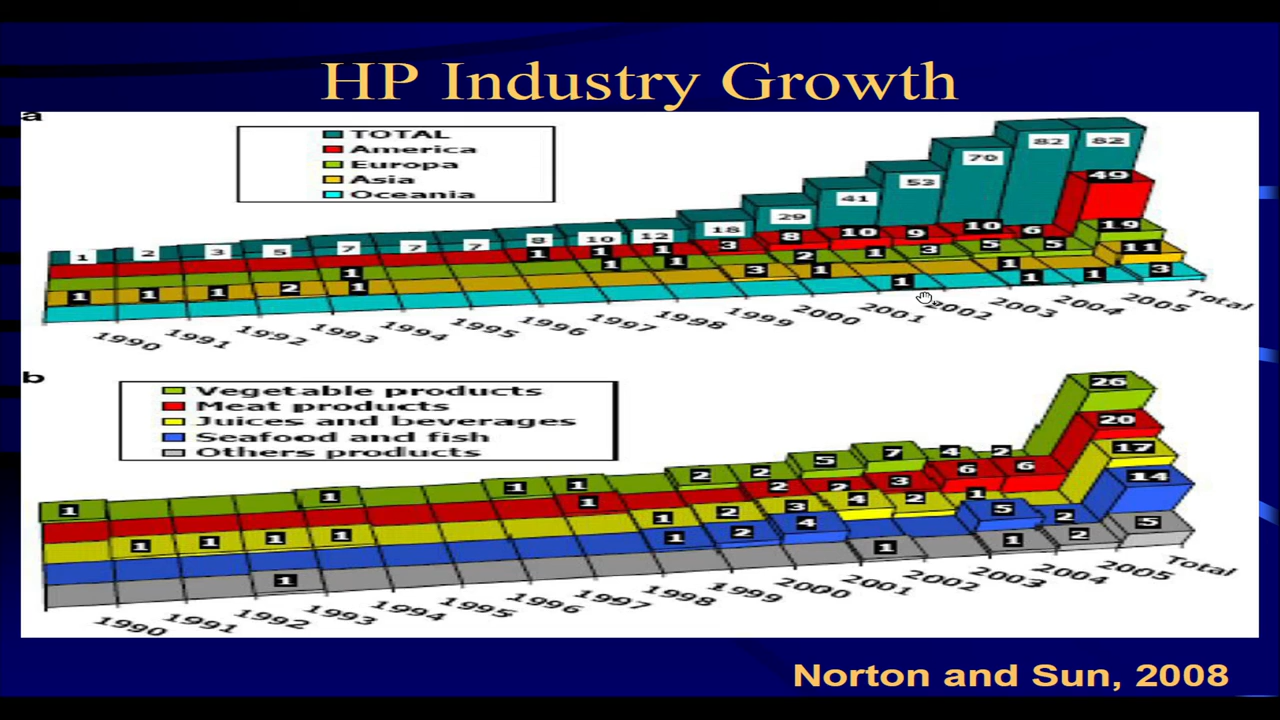 HP Industry Growth
a
TOTAL
America
Europa
Asia
Oceania
1 2 3 5 7 7 7 8 10 12 18 29 41 53 70 82 82
1 1 1 3 8 10 9 10 6 49
1 1 1 2 1 3 5 5 19
1 1 1 2 1 3 1 1 11
1 1 1 3
1990 1991 1992 1993 1994 1995 1996 1997 1998 1999 2000 2001 2002 2003 2004 2005 Total
b
Vegetable products
Meat products
Juices and beverages
Seafood and fish
Others products
1 1 1 1 2 2 5 7 4 2 26
1 2 2 3 6 6 20
1 1 1 1 1 2 3 4 2 1 17
1 2 4 5 2 14
1 1 1 2 5
1990 1991 1992 1993 1994 1995 1996 1997 1998 1999 2000 2001 2002 2003 2004 2005 Total
Norton and Sun, 2008